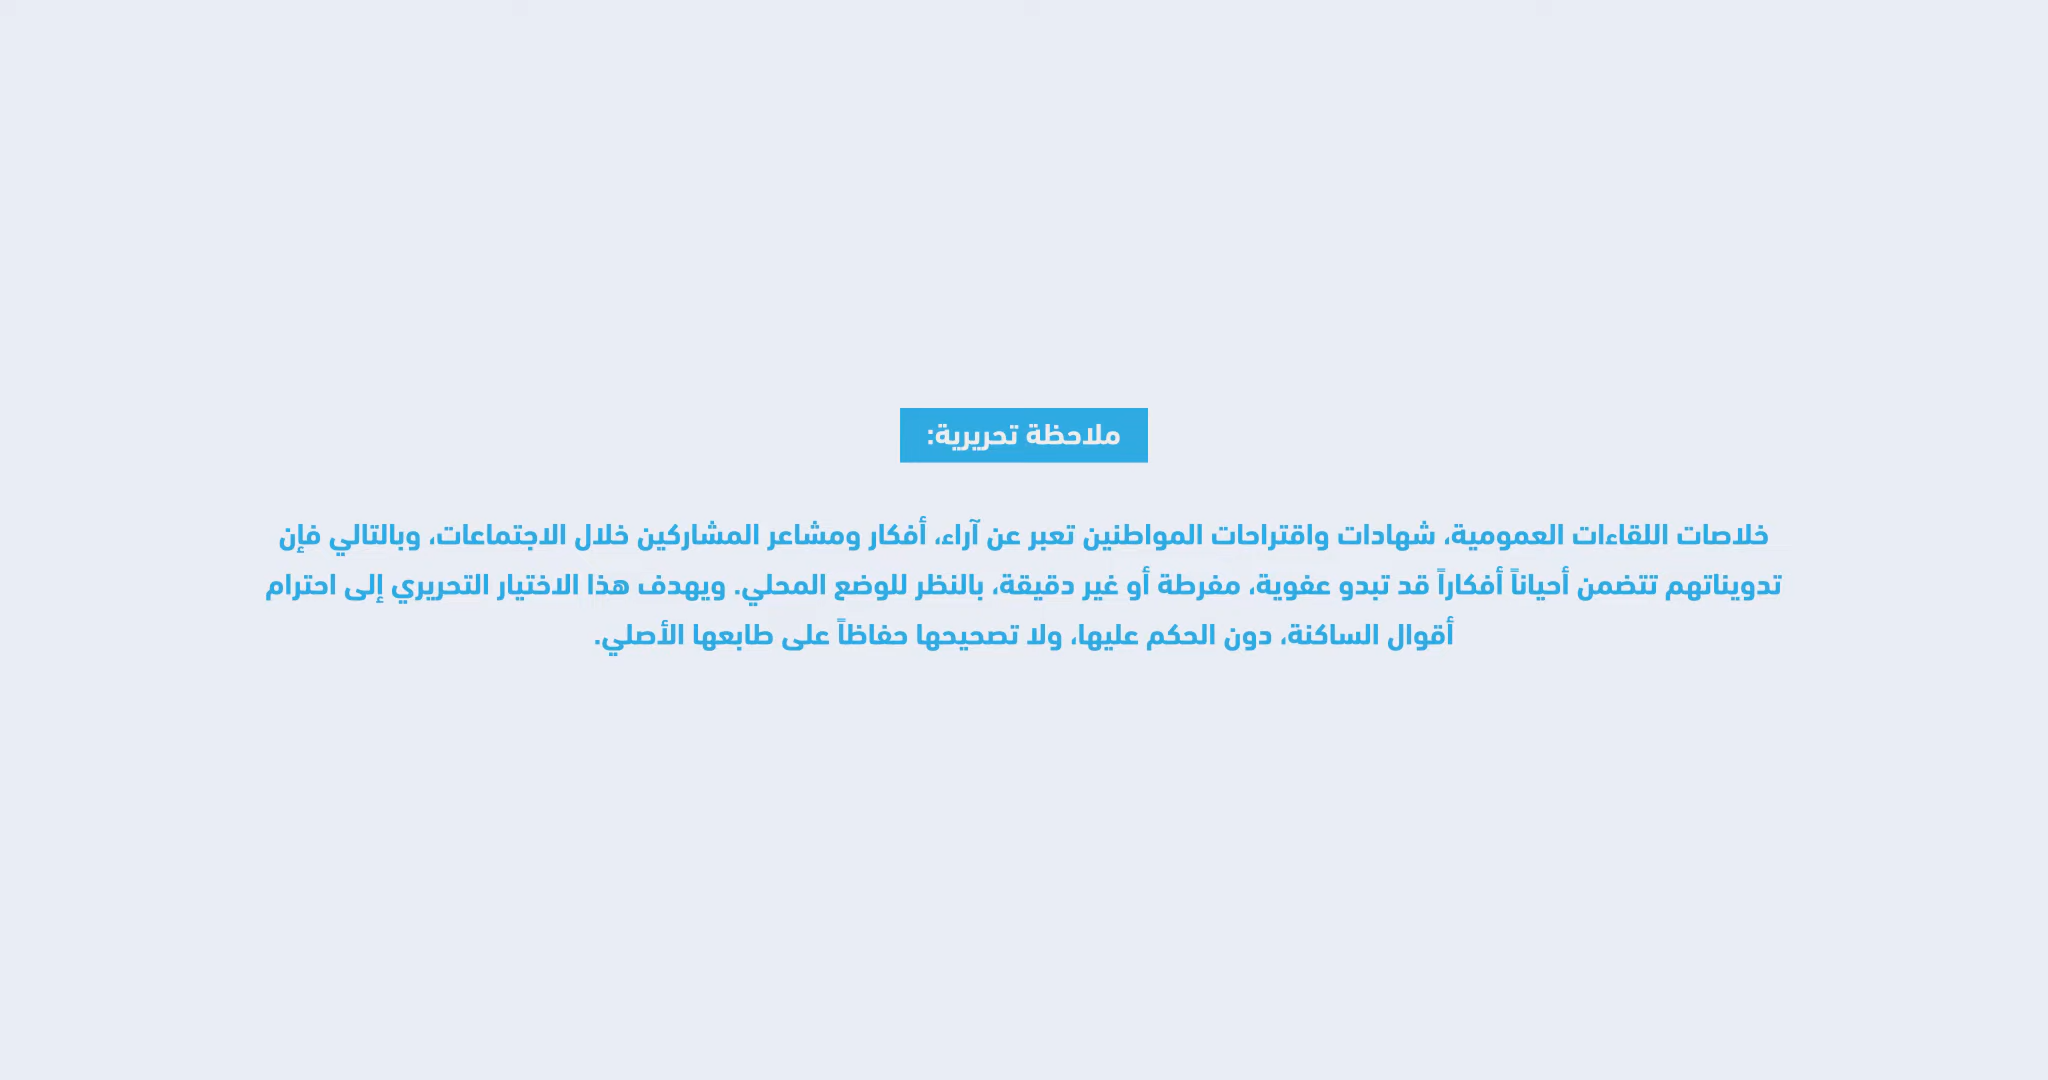 ملاحظة تحريرية:
خلاصات اللقاءات العمومية، شهادات واقتراحات المواطنين تعبر عن آراء، أفكار ومشاعر المشاركين خلال الاجتماعات، وبالتالي فإن
تدويناتهم تتضمن أحياناً أفكاراً قد تبدو عفوية، مفرطة أو غير دقيقة، بالنظر للوضع المحلي. ويهدف هذا الاختيار التحريري إلى احترام
أقوال الساكنة، دون الحكم عليها، ولا تصحيحها حفاظاً على طابعها الأصلي.